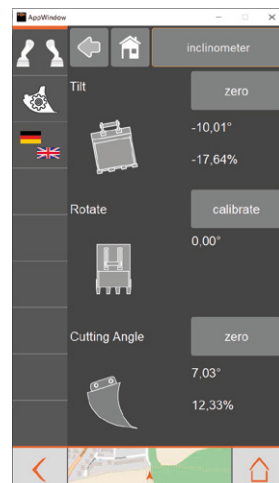 AppWindow
inclinometer
Tilt
zero
-10,01°
-17,64%
Rotate
calibrate
0,00°
Cutting Angle
zero
7,03°
12,33%